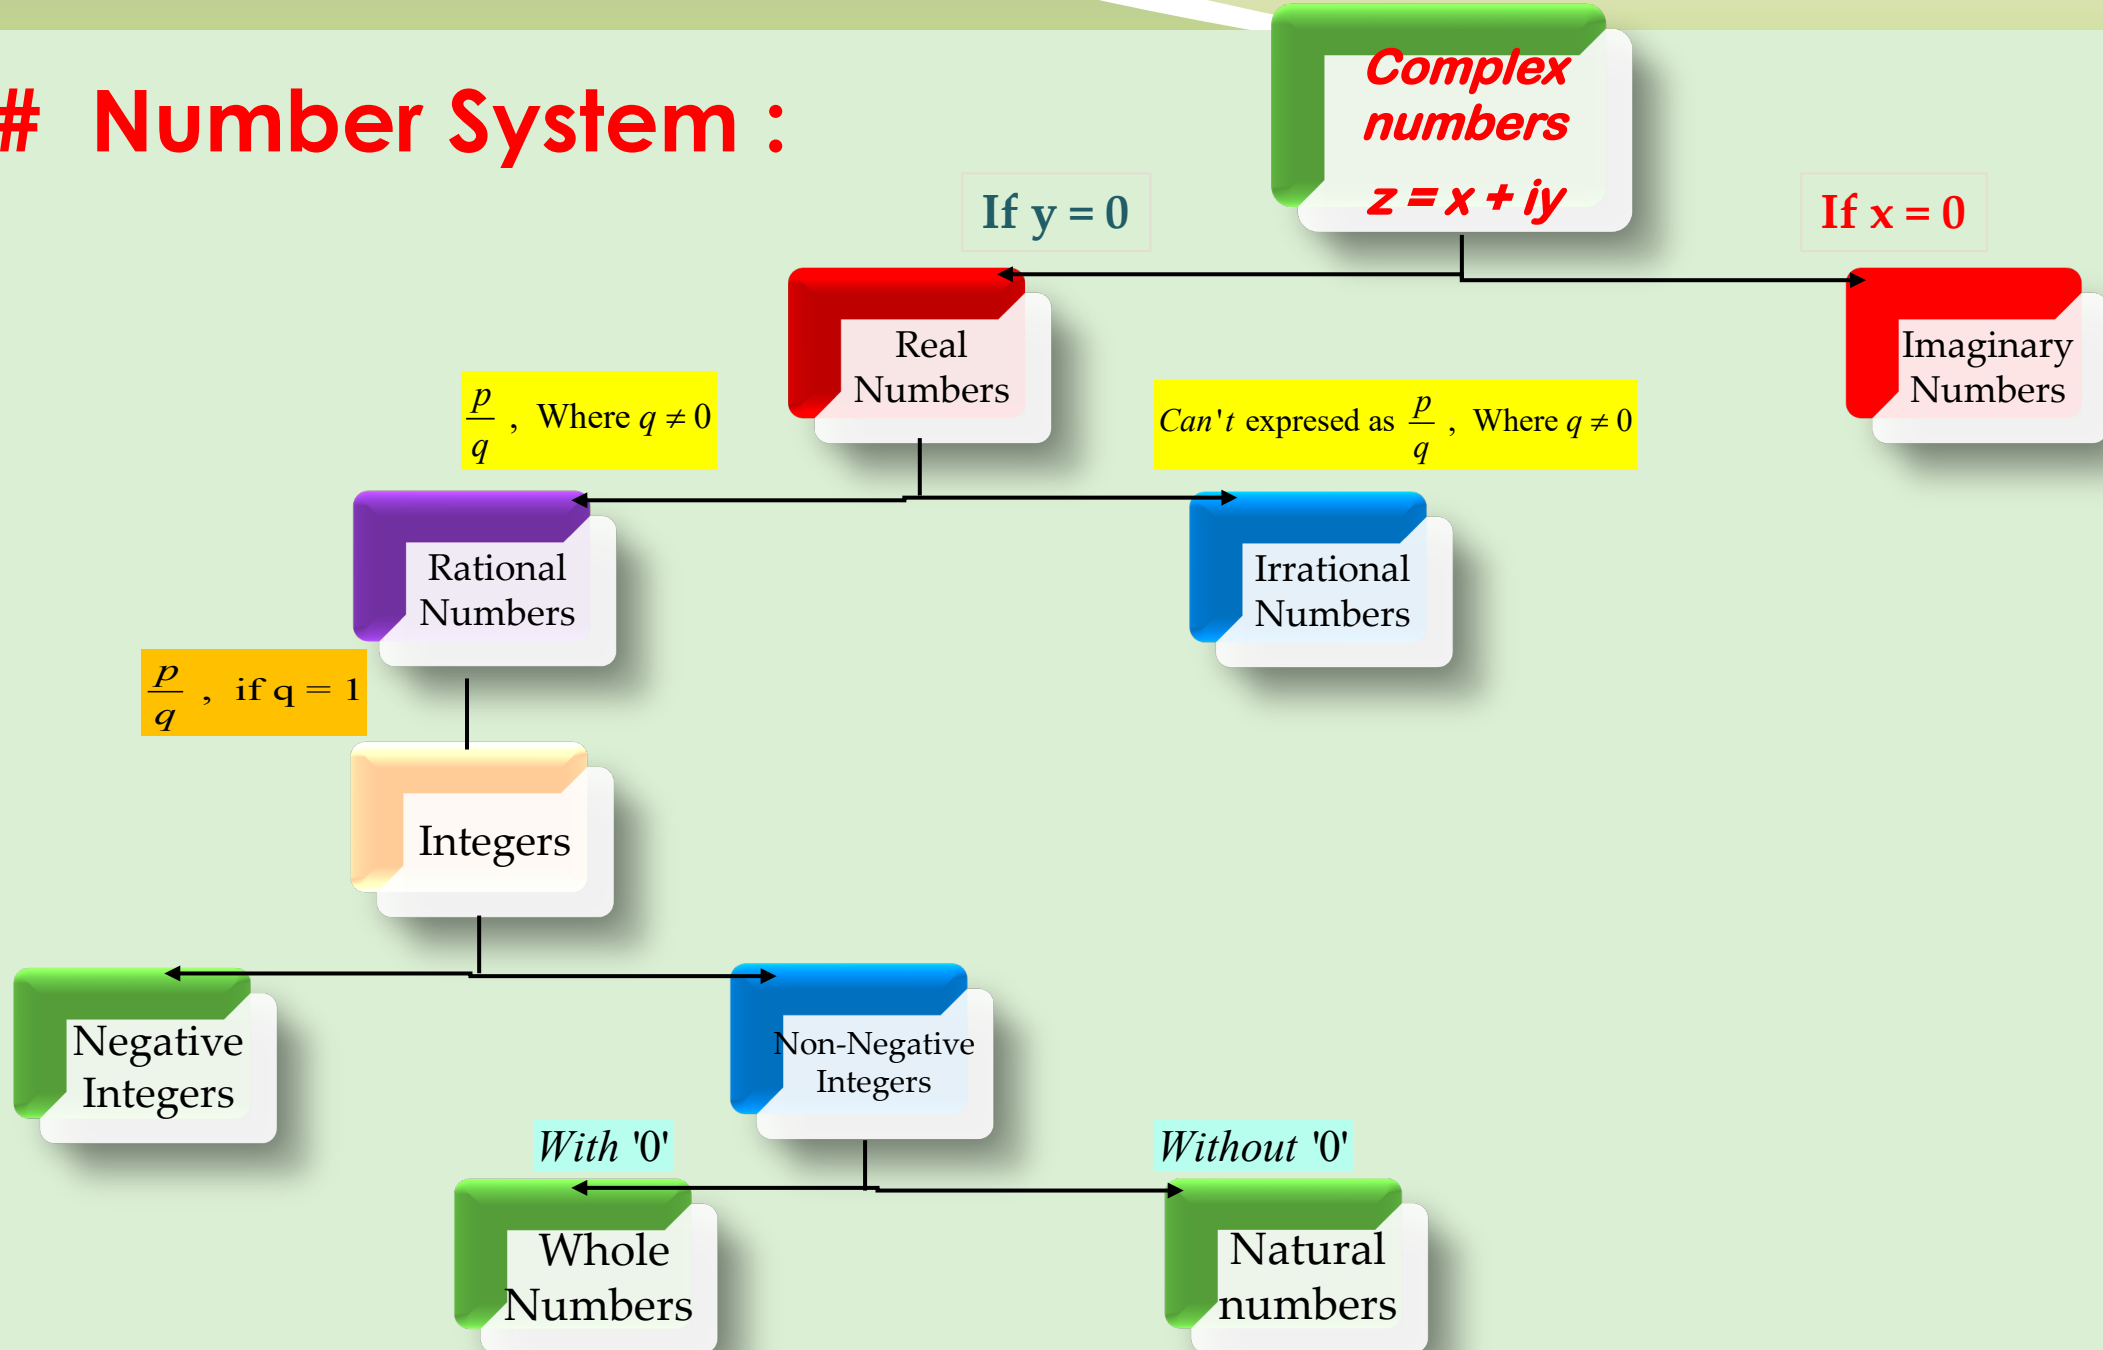 # Number System :
Complex
numbers
z = x + iy
If y = 0
If x = 0
Real
Numbers
Imaginary
Numbers
p/q , Where q ≠ 0
Can't expresed as p/q , Where q ≠ 0
Rational
Numbers
Irrational
Numbers
p/q , if q = 1
Integers
Negative
Integers
Non-Negative
Integers
With '0'
Without '0'
Whole
Numbers
Natural
numbers